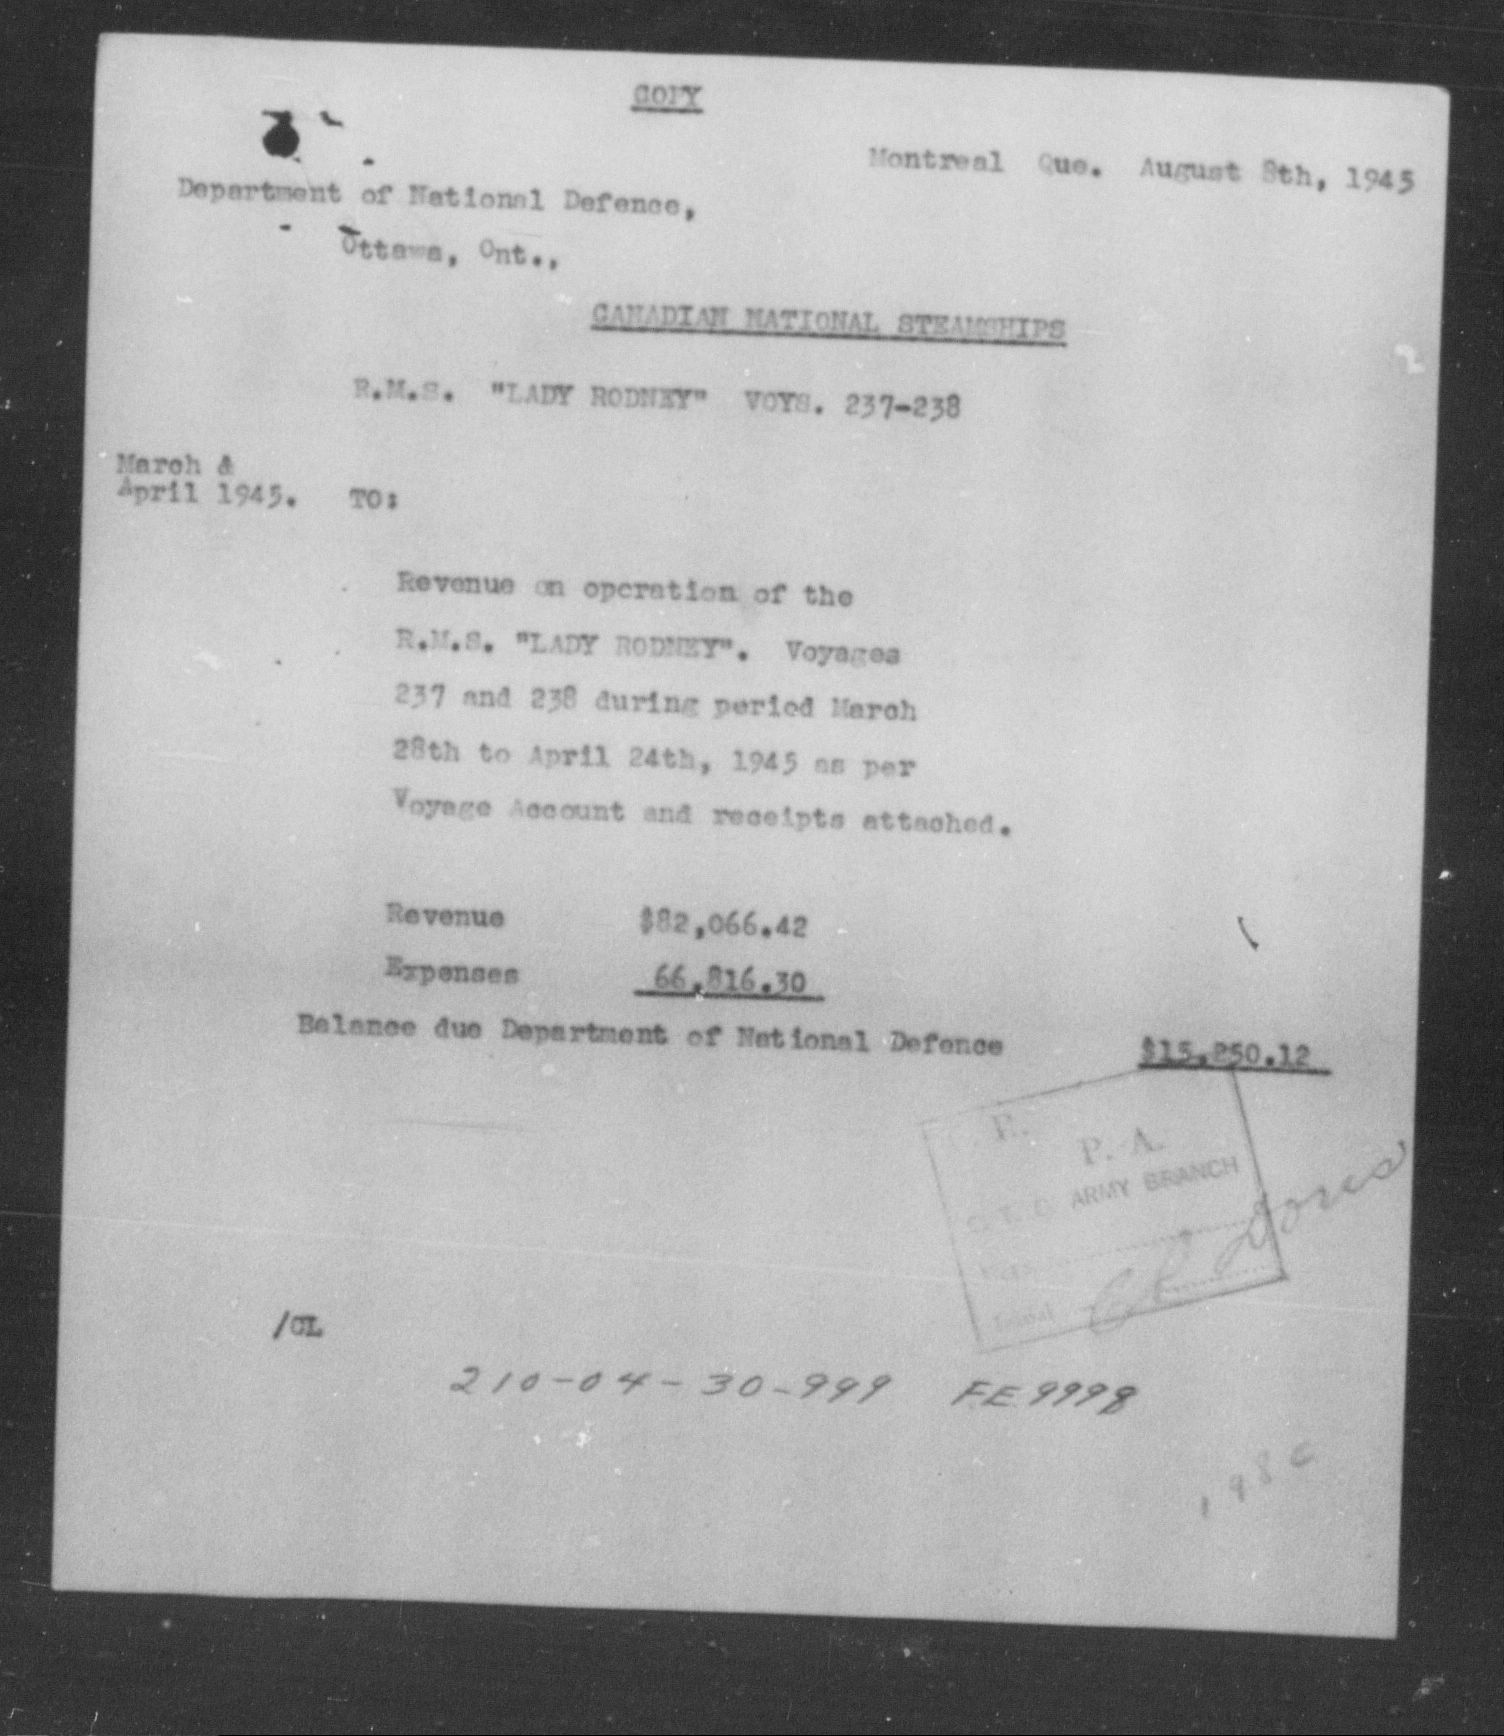 COPY
Montreal Que. August 8th, 1945
Department of National Defence,
Ottawa, Ont.,
CANADIAN NATIONAL STEAMSHIPS
R.M.S. "LADY RODNEY" VOYS. 237-238
March &
April 1945. TO:
Revenue on operation of the
R.M.S. "LADY RODNEY". Voyages
237 and 238 during period March
28th to April 24th, 1945 as per
Voyage Account and receipts attached.
Revenue $82,066.42
Expenses 66,816.30
Balance due Department of National Defence $15,250.12
E.
P. A.
ARMY BRANCH
/CL
210-04-30-999 FE 9998